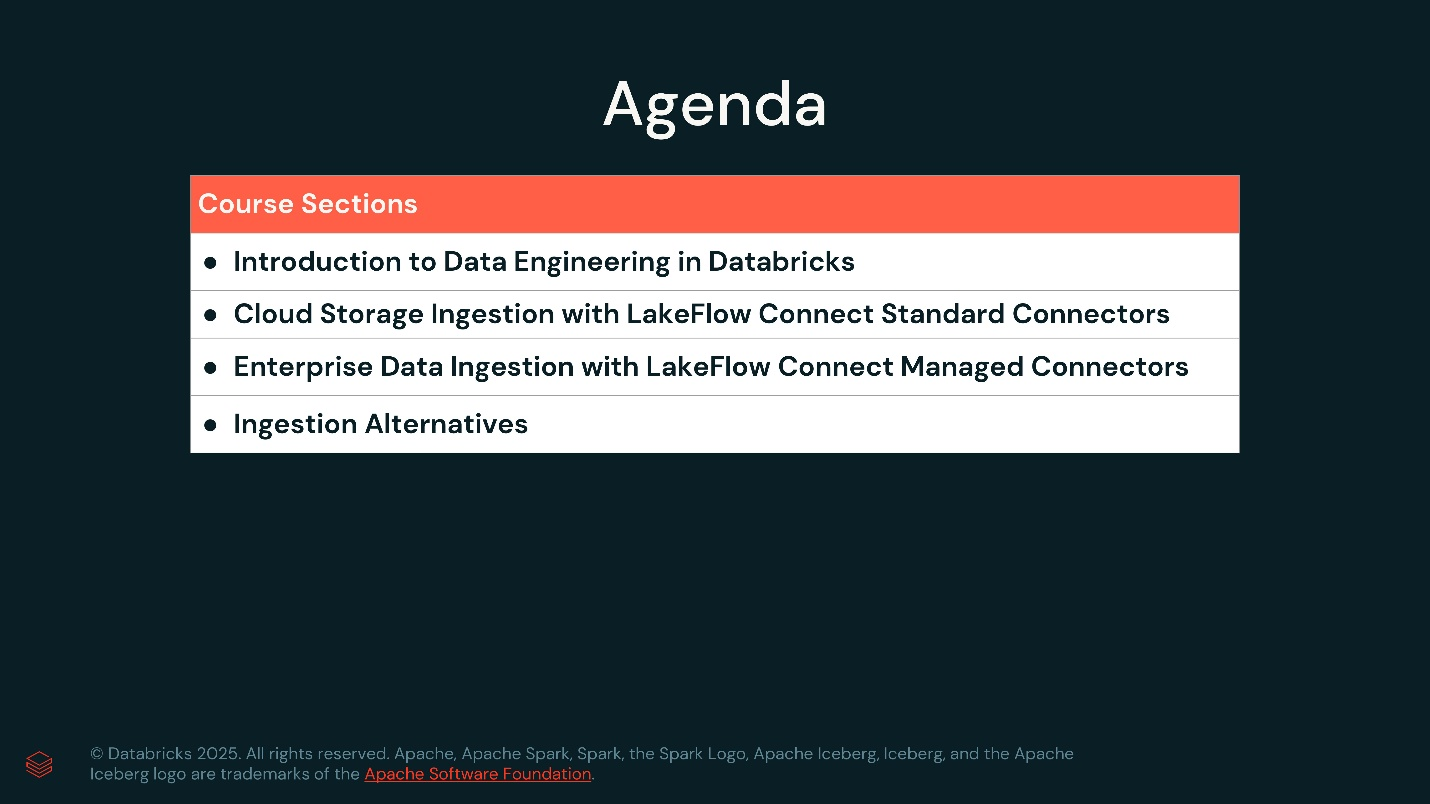 Agenda
Course Sections
● Introduction to Data Engineering in Databricks
● Cloud Storage Ingestion with LakeFlow Connect Standard Connectors
● Enterprise Data Ingestion with LakeFlow Connect Managed Connectors
● Ingestion Alternatives
© Databricks 2025. All rights reserved. Apache, Apache Spark, Spark, the Spark Logo, Apache Iceberg, Iceberg, and the Apache
Iceberg logo are trademarks of the Apache Software Foundation.